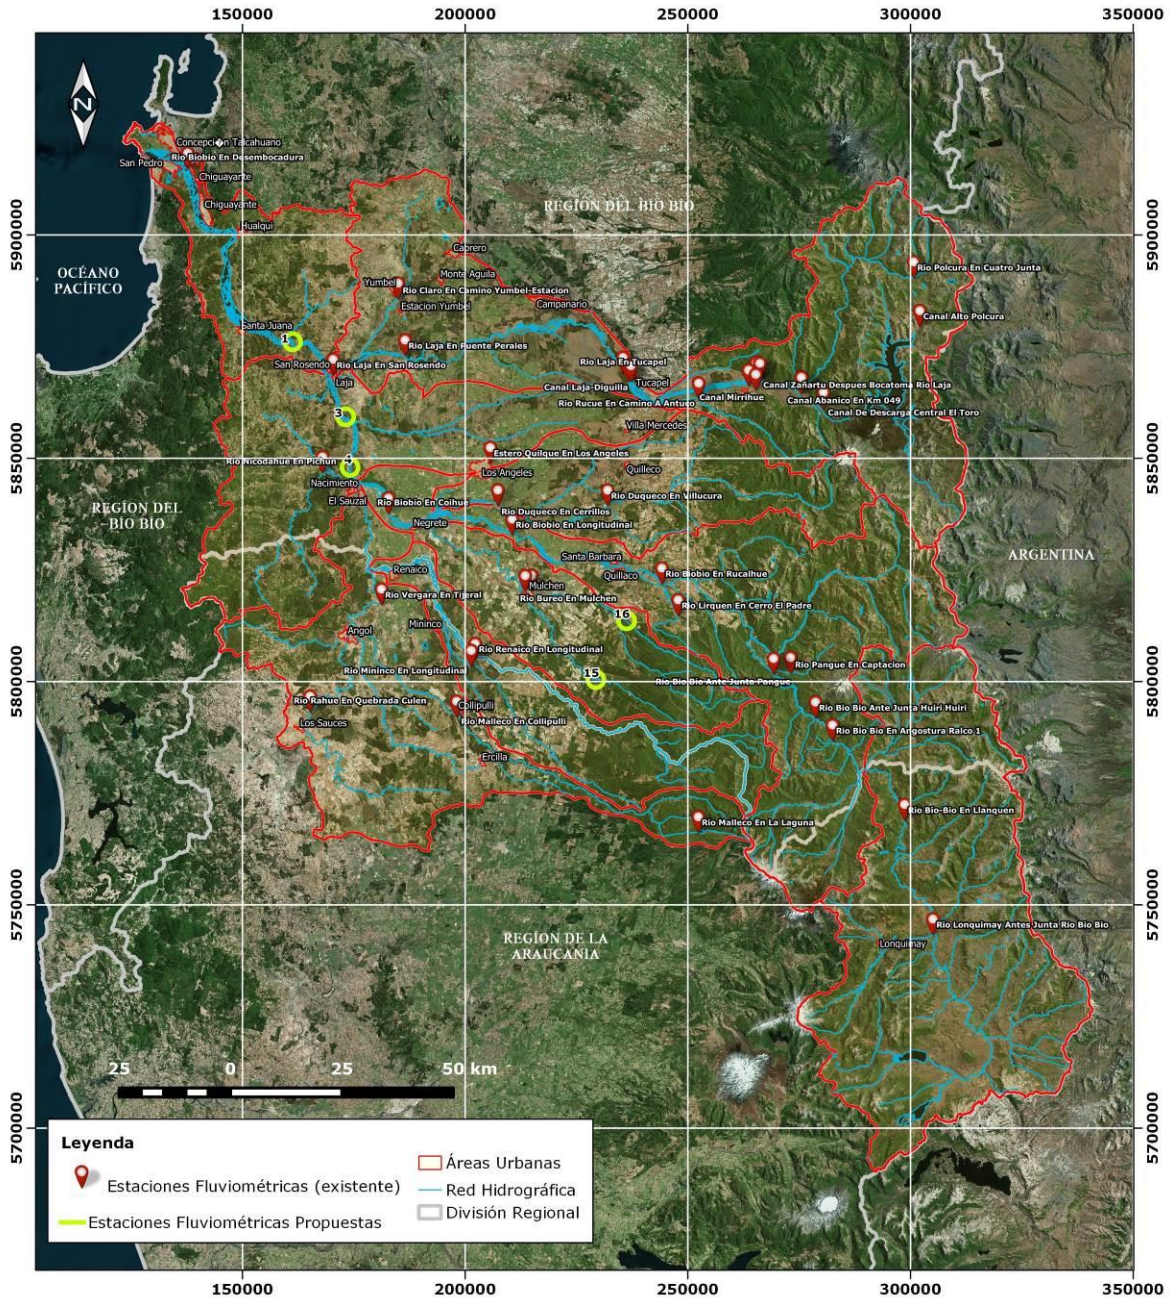 150000 200000 250000 300000 350000
5900000
5850000
5800000
5750000
5700000
N
Concepci�n Talcahuano
San Pedro
Rio Biobio En Desembocadura
Chiguayante
Chiguayante
Hualqui
REGÍON DEL BÍO BÍO
OCÉANO
PACÍFICO
Cabrero
Monte Aguila
Yumbel
Rio Claro En Camino Yumbel-Estacion
Estacion Yumbel
Campanario
Rio Polcura En Cuatro Junta
Canal Alto Polcura
Santa Juana
1
Rio Laja En Puente Perales
San Rosendo
Rio Laja En San Rosendo
Laja
Rio Laja En Tucapel
Tucapel
Canal Laja-Diguilla
Canal Mirrihue
Canal Zañartu Despues Bocatoma Rio Laja
Canal Abanico En Km 049
Rio Rucue En Camino A Antuco
Canal De Descarga Central El Toro
3
Villa Mercedes
Estero Quilque En Los Angeles
Rio Nicodahue En Pichun
4
Los Angeles
Quilleco
Nacimiento
El Sauzal
Rio Biobio En Coihue
Rio Duqueco En Villucura
Rio Duqueco En Cerrillos
REGÍON DEL
BÍO BÍO
Negrete
Rio Biobio En Longitudinal
ARGENTINA
Santa Barbara
Quillaco
Renaico
Rio Biobio En Rucalhue
Mulchen
Rio Bureo En Mulchen
Rio Vergara En Tijeral
Rio Lirquen En Cerro El Padre
16
Mininco
Angol
Rio Renaico En Longitudinal
Rio Mininco En Longitudinal
15
Rio Pangue En Captacion
Rio Bio Bio Ante Junta Pangue
Rio Rahue En Quebrada Culen
Collipulli
Rio Bio Bio Ante Junta Huiri Huiri
Los Sauces
Rio Malleco En Collipulli
Rio Bio Bio En Angostura Ralco 1
Ercilla
Rio Bio-Bio En Llanquen
Rio Malleco En La Laguna
Rio Lonquimay Antes Junta Rio Bio Bio
Lonquimay
REGÍON DE LA
ARAUCANIA
25 0 25 50 km
Leyenda
Estaciones Fluviométricas (existente)
Estaciones Fluviométricas Propuestas
Áreas Urbanas
Red Hidrográfica
División Regional
5900000
5850000
5800000
5750000
5700000
150000 200000 250000 300000 350000